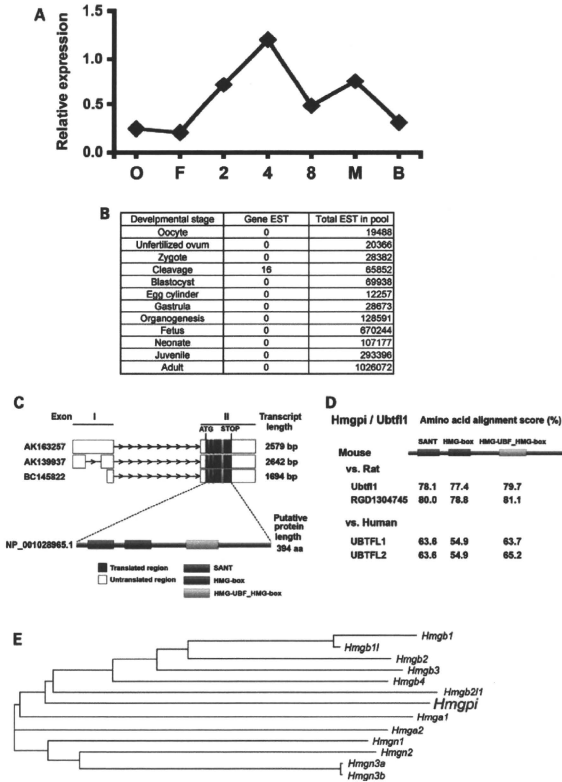 A
Relative expression
1.5
1.0
0.5
0.0
O F 2 4 8 M B
B
Develpmental stage Gene EST Total EST in pool
Oocyte 0 19488
Unfertilized ovum 0 20366
Zygote 0 28382
Cleavage 16 65852
Blastocyst 0 69938
Egg cylinder 0 12257
Gastrula 0 28673
Organogenesis 0 128591
Fetus 0 670244
Neonate 0 107177
Juvenile 0 293396
Adult 0 1026072
C
Exon I II Transcript length
ATG STOP
AK163257 2579 bp
AK139937 2642 bp
BC145822 1694 bp
Putative protein length
NP_001028965.1 394 aa
Translated region
Untranslated region
SANT
HMG-box
HMG-UBF_HMG-box
D
Hmgpi / Ubtfl1 Amino acid alignment score (%)
SANT HMG-box HMG-UBF_HMG-box
Mouse
vs. Rat
Ubtfl1 78.1 77.4 79.7
RGD1304745 80.0 78.8 81.1
vs. Human
UBTFL1 63.6 54.9 63.7
UBTFL2 63.6 54.9 65.2
E
Hmgb1
Hmgb1l
Hmgb2
Hmgb3
Hmgb4
Hmgb2l1
Hmgpi
Hmga1
Hmga2
Hmgn1
Hmgn2
Hmgn3a
Hmgn3b